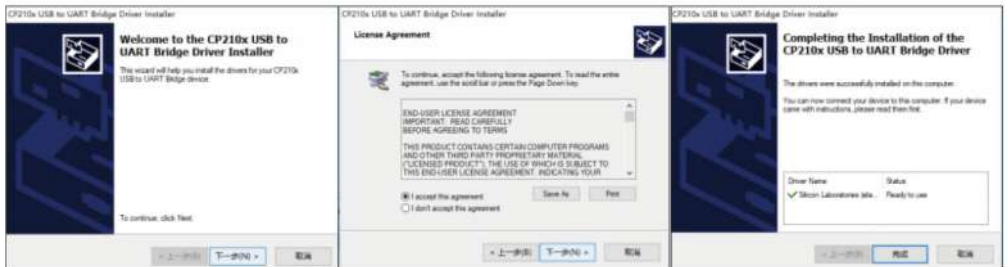 CP210x USB to UART Bridge Driver Installer
Welcome to the CP210x USB to
UART Bridge Driver Installer
This wizard will help you install the drivers for your CP210x
USB to UART Bridge device.
To continue, click Next.
< 上一步(B)
下一步(N) >
取消
CP210x USB to UART Bridge Driver Installer
License Agreement
To continue, accept the following license agreement. To read the entire
agreement, use the scroll bar or press the Page Down key.
END-USER LICENSE AGREEMENT
IMPORTANT: READ CAREFULLY
BEFORE AGREEING TO TERMS
THIS PRODUCT CONTAINS CERTAIN COMPUTER PROGRAMS
AND OTHER THIRD PARTY PROPRIETARY MATERIAL
("LICENSED PRODUCT"), THE USE OF WHICH IS SUBJECT TO
THIS END-USER LICENSE AGREEMENT. INDICATING YOUR
I accept this agreement
Save As
Print
I don't accept this agreement
< 上一步(B)
下一步(N) >
取消
CP210x USB to UART Bridge Driver Installer
Completing the Installation of the
CP210x USB to UART Bridge Driver
The drivers were successfully installed on this computer.
You can now connect your device to this computer. If your device
came with instructions, please read them first.
Driver Name
Status
Silicon Laboratories (sila...
Ready to use
< 上一步(B)
完成
取消